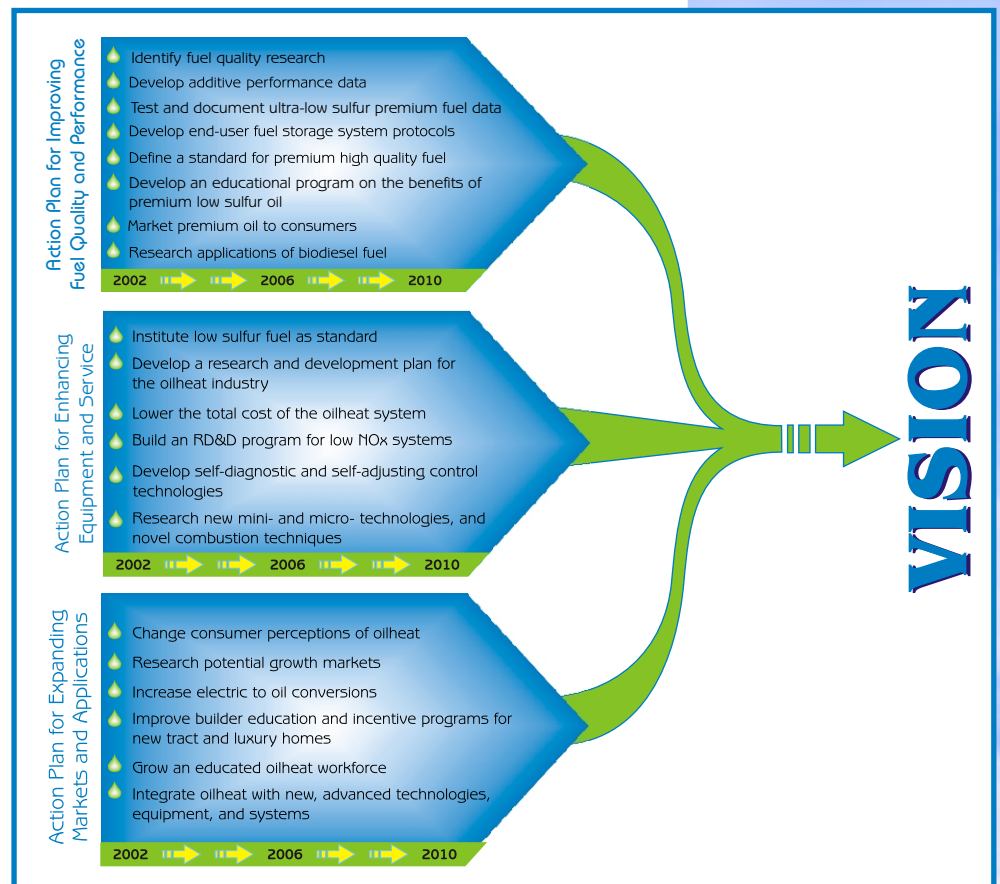 Action Plan for Improving
Fuel Quality and Performance
Identify fuel quality research
Develop additive performance data
Test and document ultra-low sulfur premium fuel data
Develop end-user fuel storage system protocols
Define a standard for premium high quality fuel
Develop an educational program on the benefits of
premium low sulfur oil
Market premium oil to consumers
Research applications of biodiesel fuel
2002 2006 2010
Action Plan for Enhancing
Equipment and Service
Institute low sulfur fuel as standard
Develop a research and development plan for
the oilheat industry
Lower the total cost of the oilheat system
Build an RD&D program for low NOx systems
Develop self-diagnostic and self-adjusting control
technologies
Research new mini- and micro- technologies, and
novel combustion techniques
2002 2006 2010
Action Plan for Expanding
Markets and Applications
Change consumer perceptions of oilheat
Research potential growth markets
Increase electric to oil conversions
Improve builder education and incentive programs for
new tract and luxury homes
Grow an educated oilheat workforce
Integrate oilheat with new, advanced technologies,
equipment, and systems
2002 2006 2010
VISION